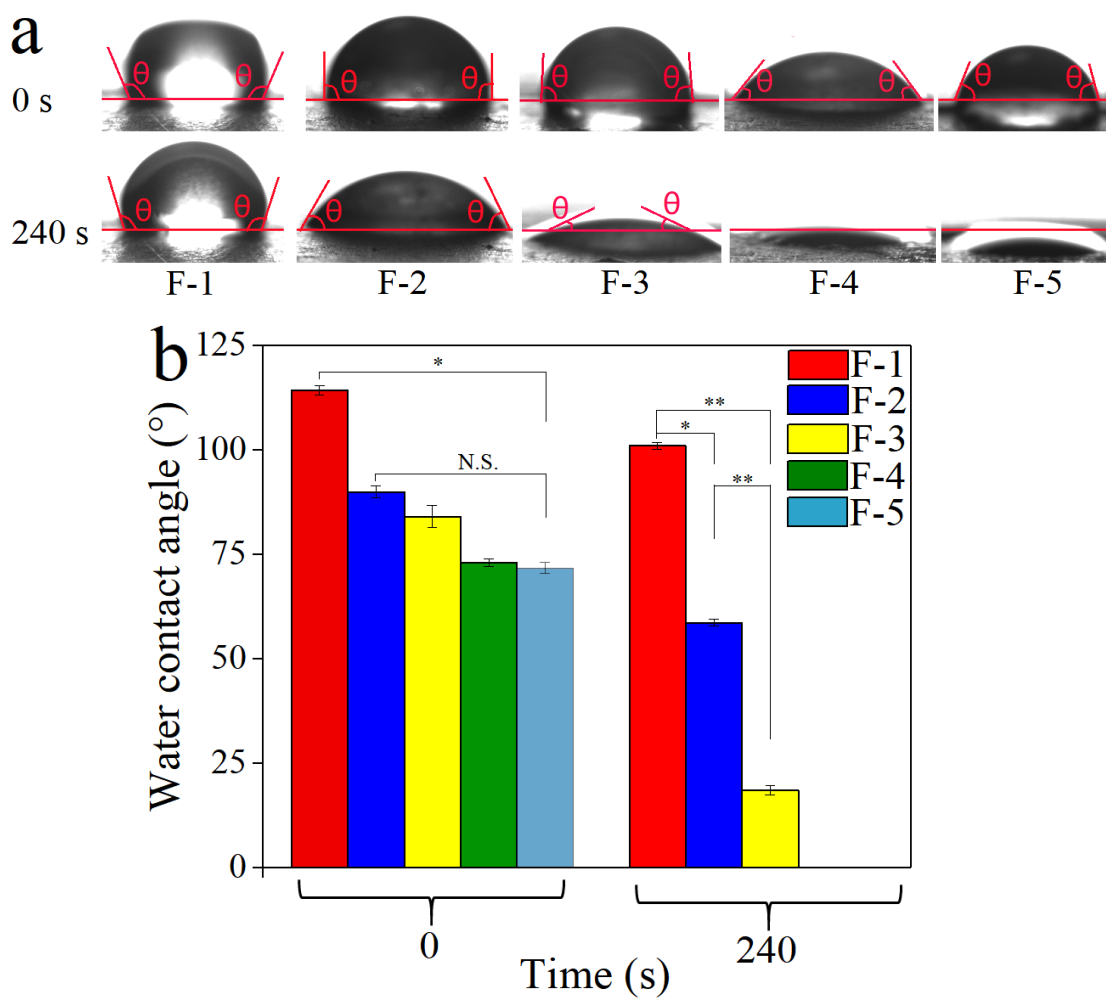 a
θ θ θ θ θ θ θ θ θ θ
0 s
θ θ θ θ θ θ
240 s
F-1 F-2 F-3 F-4 F-5
b
125
100
75
50
25
0
Water contact angle (°)
*
N.S.
**
*
**
F-1
F-2
F-3
F-4
F-5
0 240
Time (s)